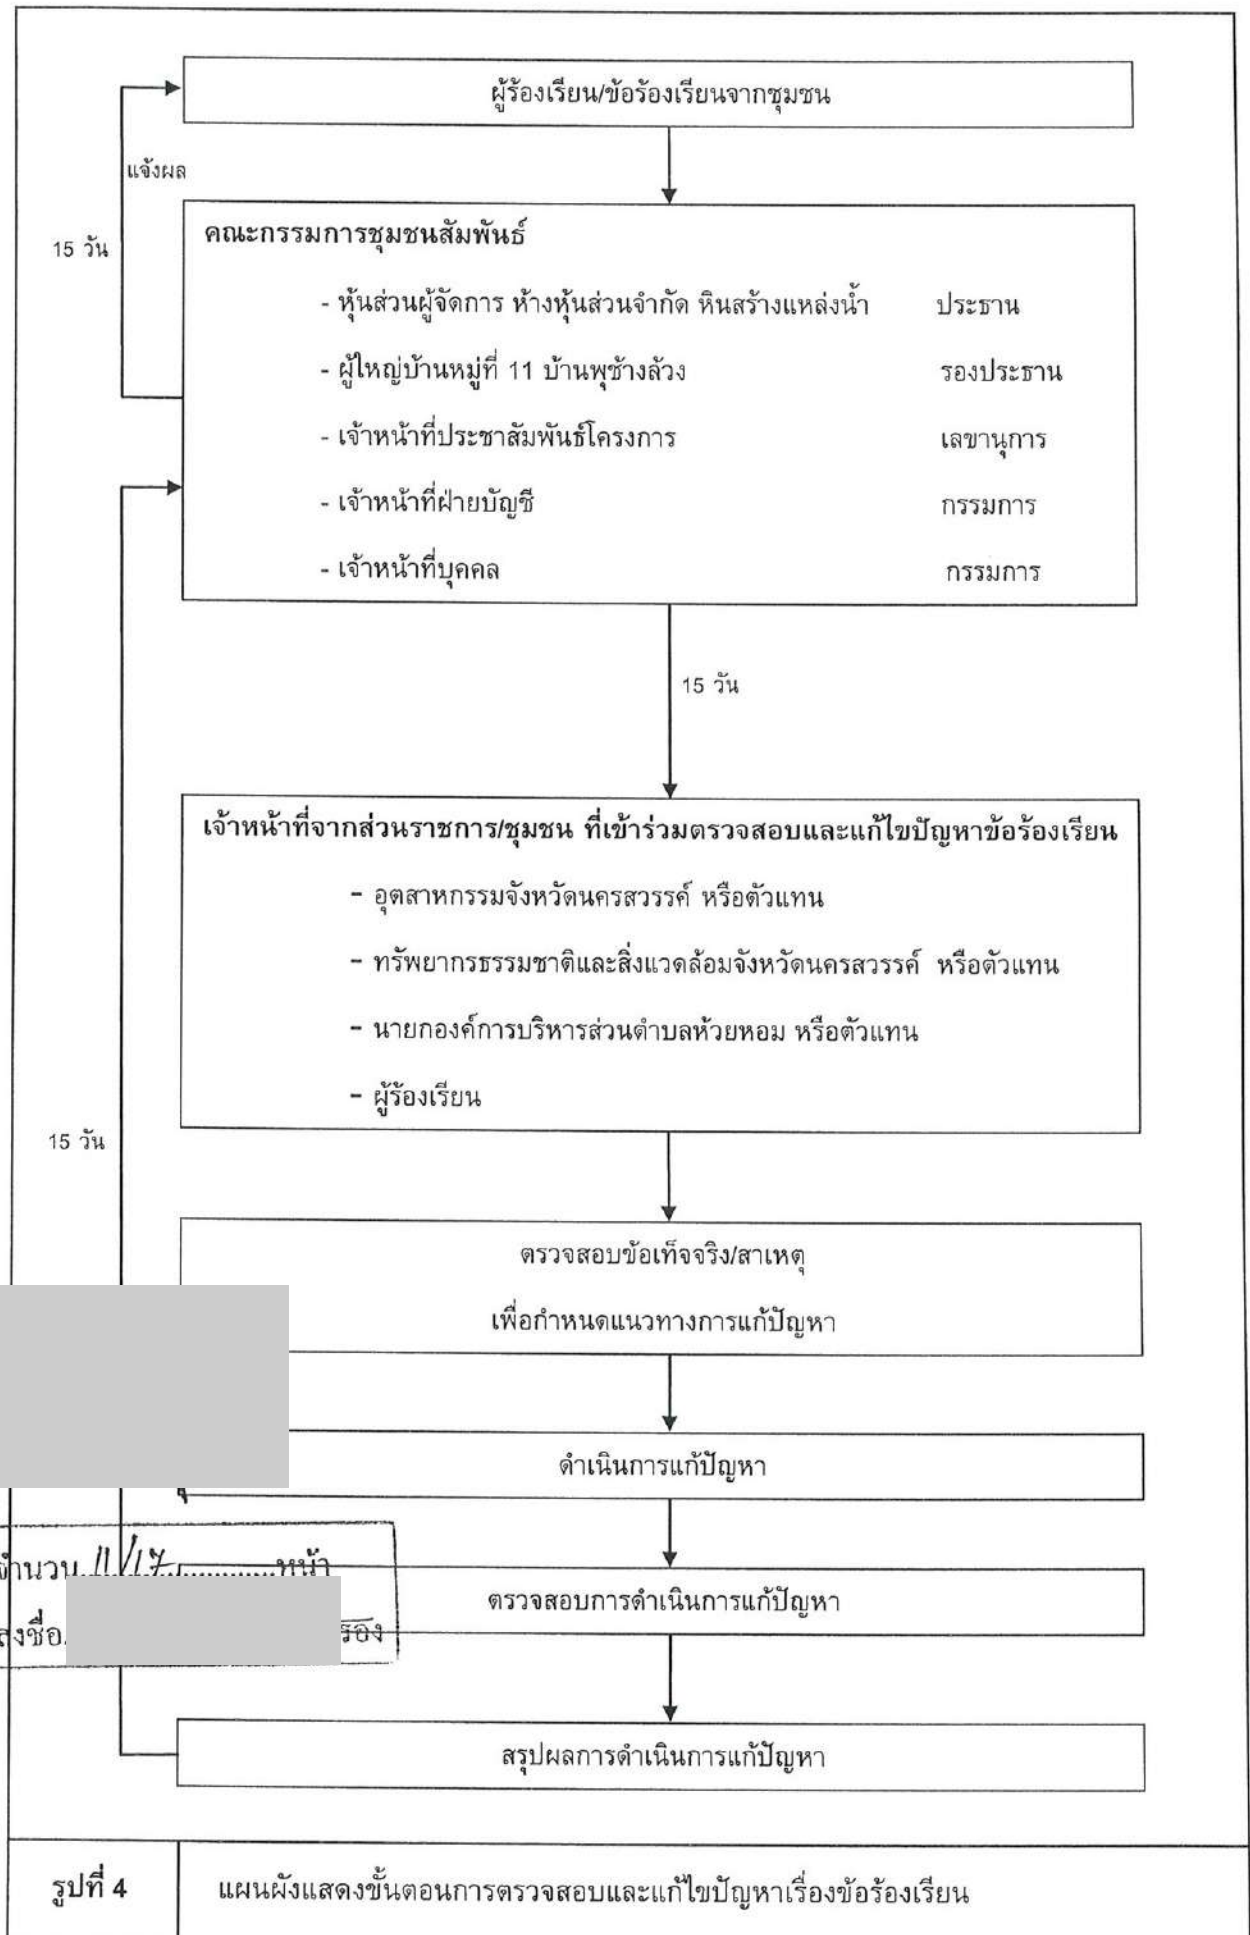 ผู้ร้องเรียน/ข้อร้องเรียนจากชุมชน
แจ้งผล
15 วัน
คณะกรรมการชุมชนสัมพันธ์
- หุ้นส่วนผู้จัดการ ห้างหุ้นส่วนจำกัด หินสร้างแหล่งน้ำ ประธาน
- ผู้ใหญ่บ้านหมู่ที่ 11 บ้านพุช้างล้วง รองประธาน
- เจ้าหน้าที่ประชาสัมพันธ์โครงการ เลขานุการ
- เจ้าหน้าที่ฝ่ายบัญชี กรรมการ
- เจ้าหน้าที่บุคคล กรรมการ
15 วัน
เจ้าหน้าที่จากส่วนราชการ/ชุมชน ที่เข้าร่วมตรวจสอบและแก้ไขปัญหาข้อร้องเรียน
- อุตสาหกรรมจังหวัดนครสวรรค์ หรือตัวแทน
- ทรัพยากรธรรมชาติและสิ่งแวดล้อมจังหวัดนครสวรรค์ หรือตัวแทน
- นายกองค์การบริหารส่วนตำบลห้วยหอม หรือตัวแทน
- ผู้ร้องเรียน
15 วัน
ตรวจสอบข้อเท็จจริง/สาเหตุ
เพื่อกำหนดแนวทางการแก้ปัญหา
ดำเนินการแก้ปัญหา
จำนวน 11/17 หน้า
ตรวจสอบการดำเนินการแก้ปัญหา
ลงชื่อ. รอง
สรุปผลการดำเนินการแก้ปัญหา
รูปที่ 4 แผนผังแสดงขั้นตอนการตรวจสอบและแก้ไขปัญหาเรื่องข้อร้องเรียน